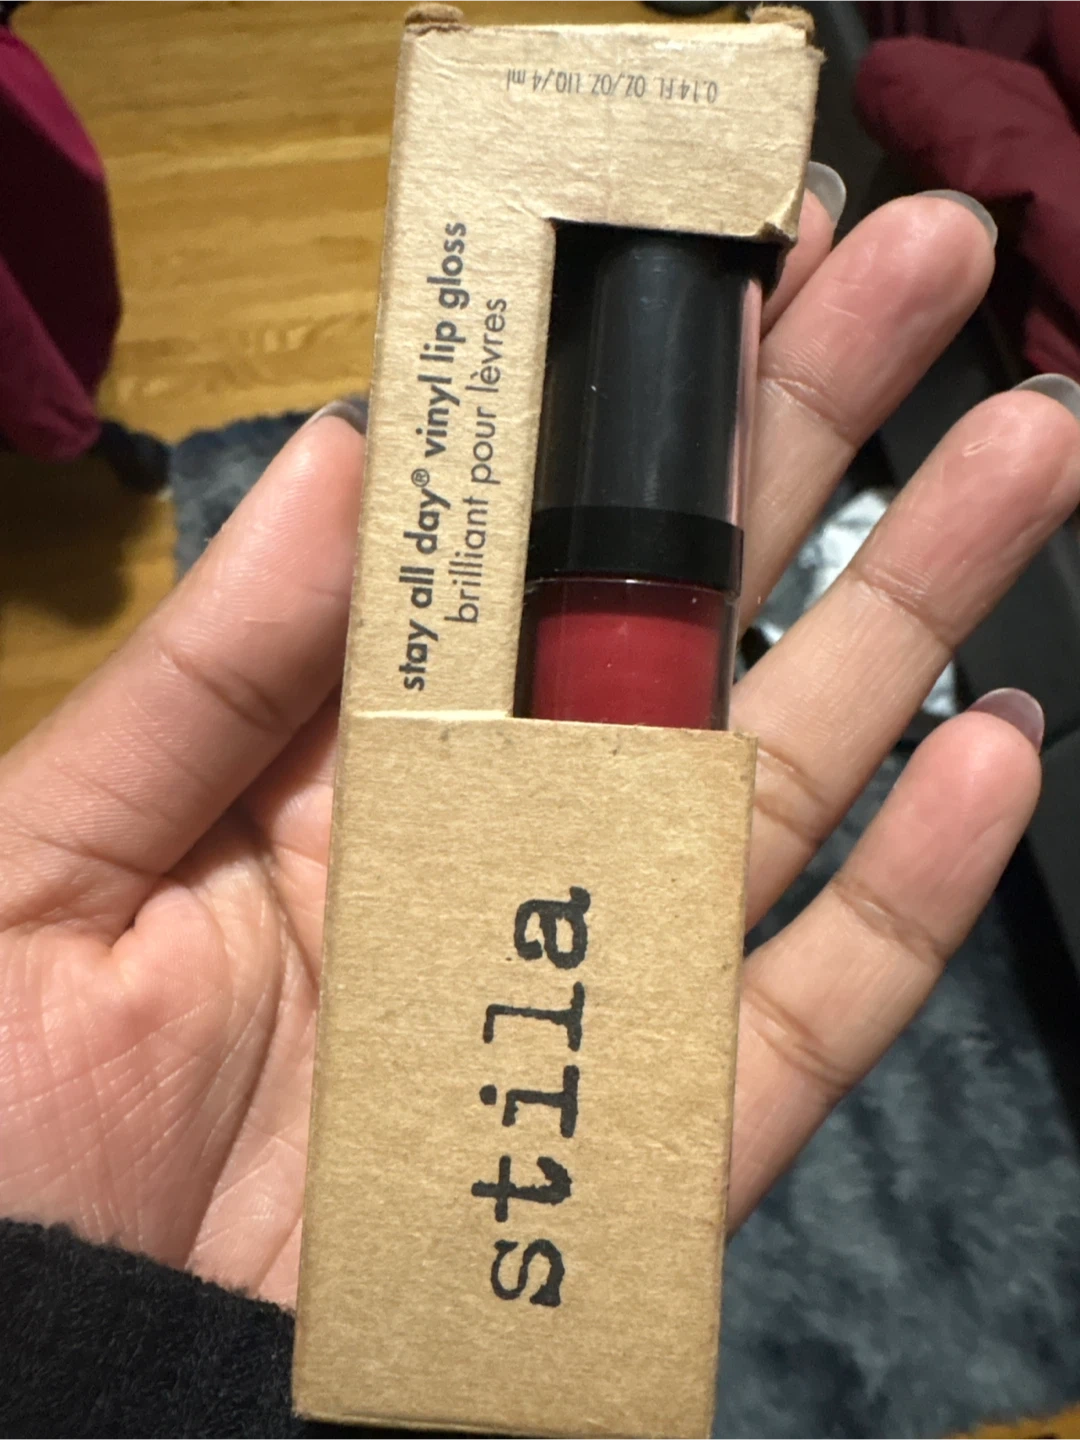 0.14 FL. OZ/OZ. LIQ/4 ml
stay all day® vinyl lip gloss
brilliant pour lèvres
stila